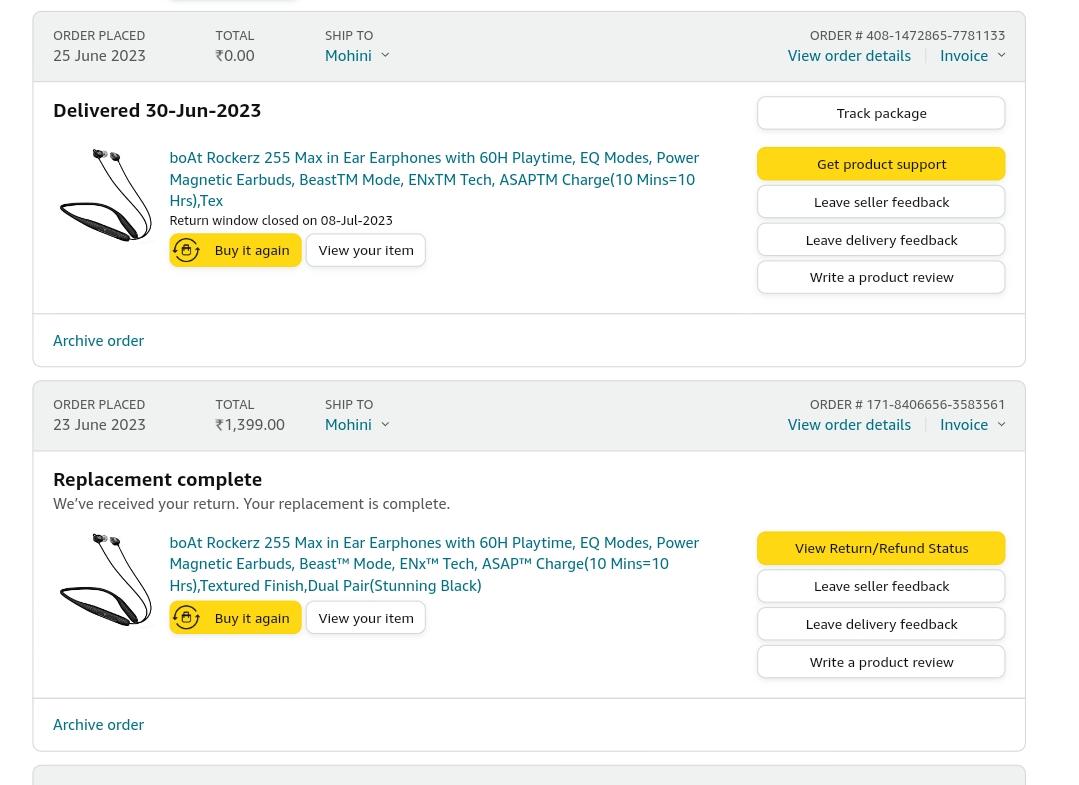 ORDER PLACED TOTAL SHIP TO ORDER # 408-1472865-7781133
25 June 2023 ₹0.00 Mohini View order details Invoice
Delivered 30-Jun-2023
Track package
boAt Rockerz 255 Max in Ear Earphones with 60H Playtime, EQ Modes, Power
Magnetic Earbuds, BeastTM Mode, ENxTM Tech, ASAPTM Charge(10 Mins=10
Hrs),Tex
Return window closed on 08-Jul-2023
Buy it again View your item
Get product support
Leave seller feedback
Leave delivery feedback
Write a product review
Archive order
ORDER PLACED TOTAL SHIP TO ORDER # 171-8406656-3583561
23 June 2023 ₹1,399.00 Mohini View order details Invoice
Replacement complete
We've received your return. Your replacement is complete.
boAt Rockerz 255 Max in Ear Earphones with 60H Playtime, EQ Modes, Power
Magnetic Earbuds, Beast™ Mode, ENx™ Tech, ASAP™ Charge(10 Mins=10
Hrs),Textured Finish,Dual Pair(Stunning Black)
Buy it again View your item
View Return/Refund Status
Leave seller feedback
Leave delivery feedback
Write a product review
Archive order